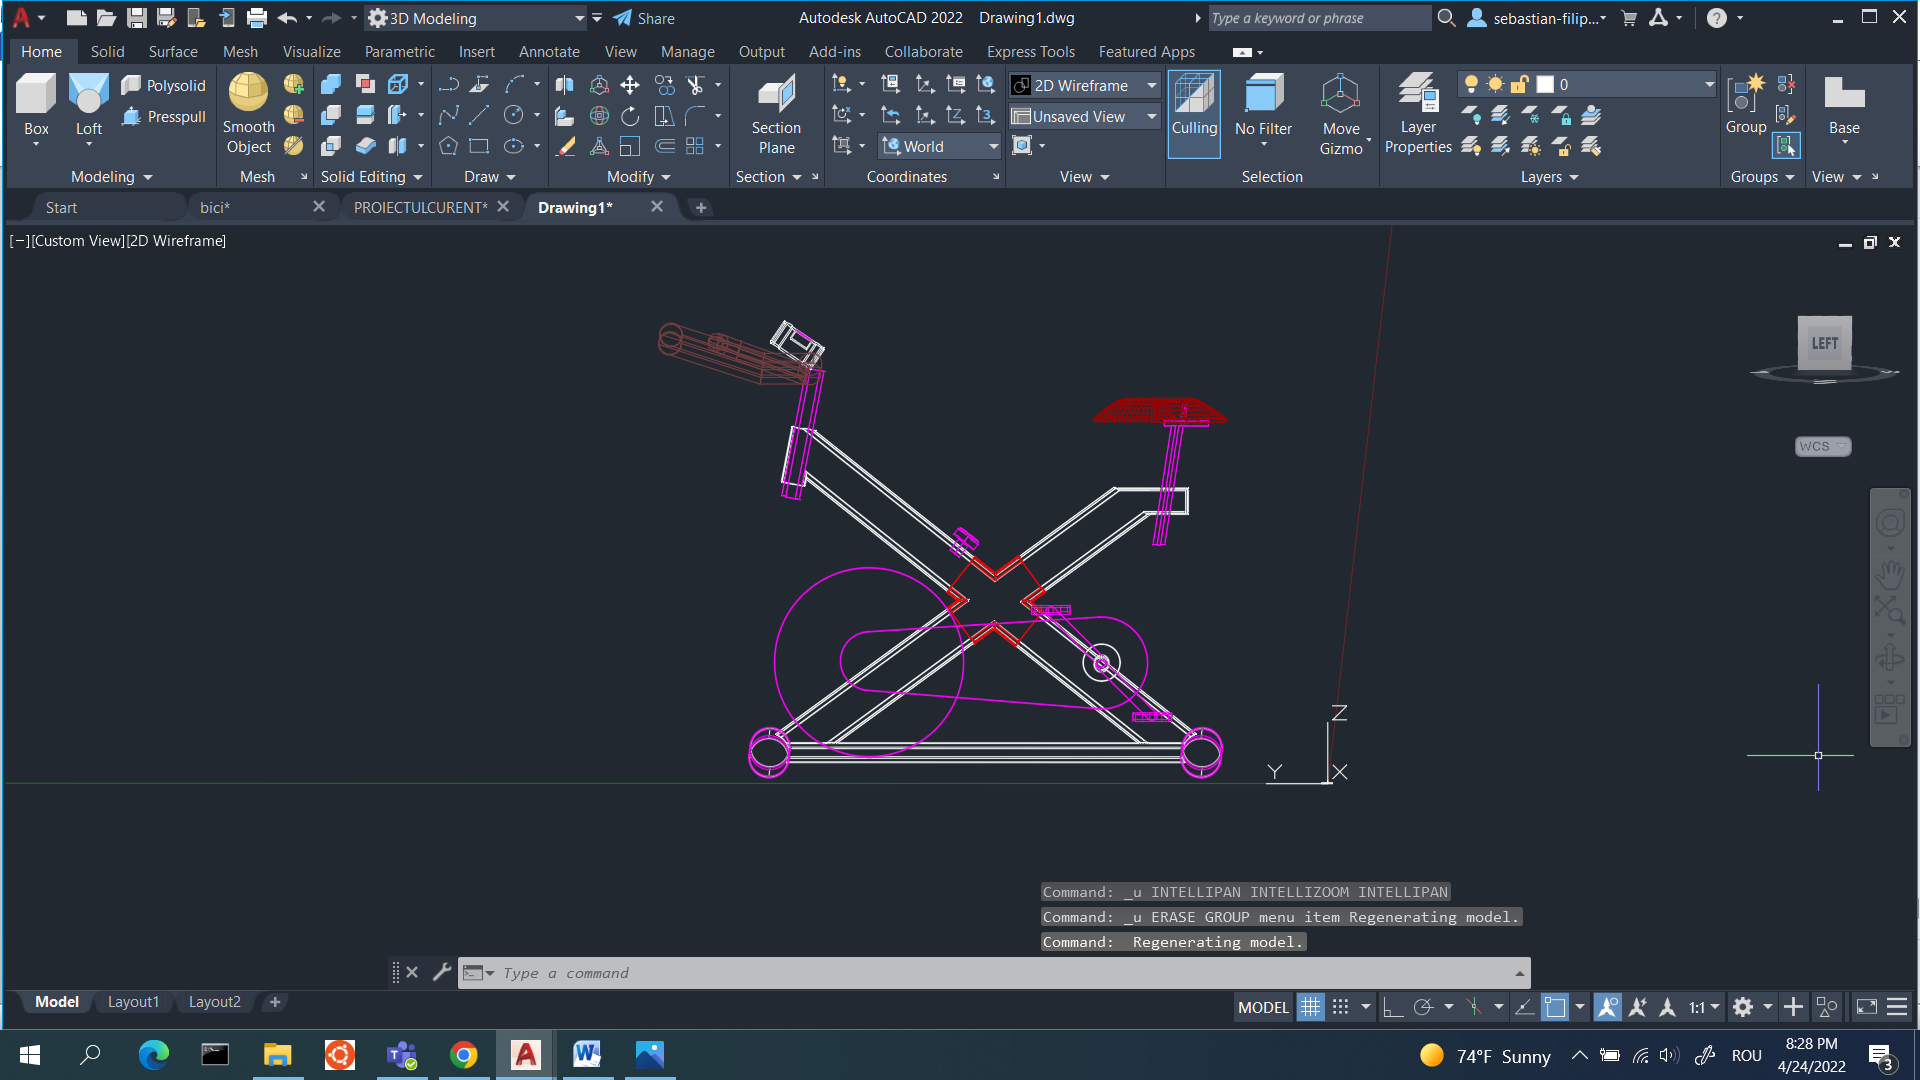 3D Modeling
Share
Autodesk AutoCAD 2022 Drawing1.dwg
Type a keyword or phrase
sebastian-filip...
Home Solid Surface Mesh Visualize Parametric Insert Annotate View Manage Output Add-ins Collaborate Express Tools Featured Apps
Box
Loft
Polysolid
Presspull
Smooth
Object
Section
Plane
World
2D Wireframe
Unsaved View
Culling
No Filter
Move
Gizmo
Layer
Properties
0
Group
Base
Modeling Mesh Solid Editing Draw Modify Section Coordinates View Selection Layers Groups View
Start bici* PROIECTULCURENT* Drawing1*
[−][Custom View][2D Wireframe]
LEFT
WCS
Z
Y X
Command: _u INTELLIPAN INTELLIZOOM INTELLIPAN
Command: _u ERASE GROUP menu item Regenerating model.
Command: Regenerating model.
Type a command
Model Layout1 Layout2
MODEL 1:1
74°F Sunny ROU
8:28 PM
4/24/2022
3